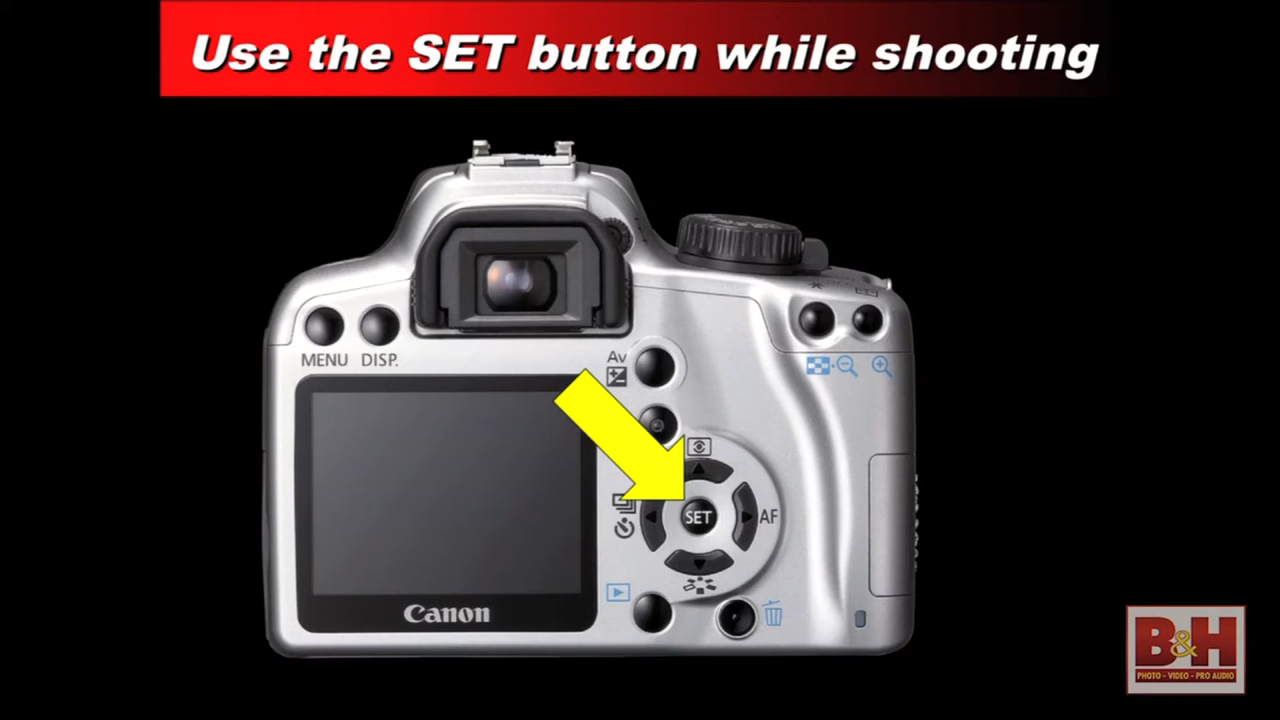 Use the SET button while shooting
MENU DISP.
Av
SET
AF
Canon
B&H
PHOTO - VIDEO - PRO AUDIO